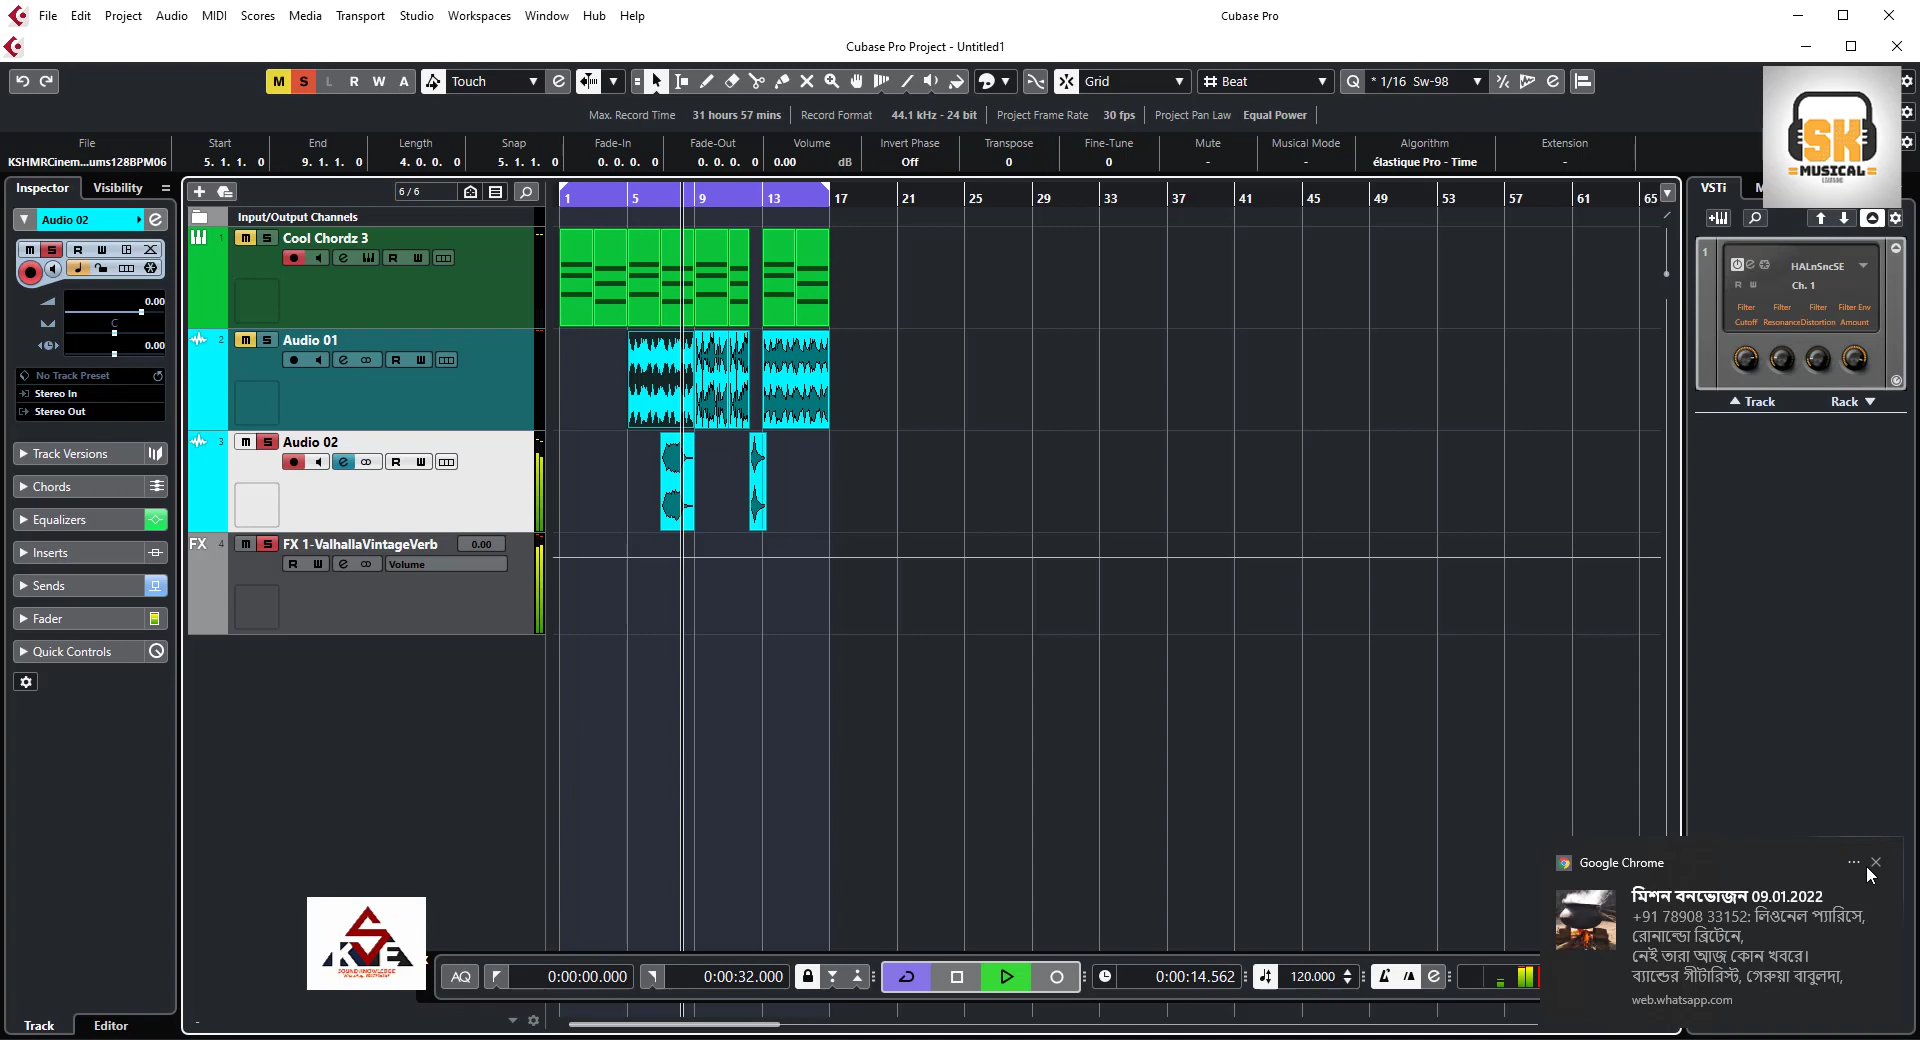 File Edit Project Audio MIDI Scores Media Transport Studio Workspaces Window Hub Help
Cubase Pro
Cubase Pro Project - Untitled1
M S L R W A Touch Grid Beat Q * 1/16 Sw-98
Max. Record Time 31 hours 57 mins Record Format 44.1 kHz - 24 bit Project Frame Rate 30 fps Project Pan Law Equal Power
File Start End Length Snap Fade-In Fade-Out Volume Invert Phase Transpose Fine-Tune Mute Musical Mode Algorithm Extension
KSHMRCinem...ums128BPM06 5. 1. 1. 0 9. 1. 1. 0 4. 0. 0. 0 5. 1. 1. 0 0. 0. 0. 0 0. 0. 0. 0 0.00 dB Off 0 0 - - élastique Pro - Time -
SK
MUSICAL
Inspector Visibility
6 / 6
1 5 9 13 17 21 25 29 33 37 41 45 49 53 57 61 65
VSTi
Input/Output Channels
Audio 02
m S R W
0.00
C
0.00
No Track Preset
Stereo In
Stereo Out
Track Versions
Chords
Equalizers
Inserts
Sends
Fader
Quick Controls
1 m S Cool Chordz 3
R W
2 m S Audio 01
R W
3 m S Audio 02
R W
FX 4 m S FX 1-ValhallaVintageVerb 0.00
R W Volume
1 HALnSncSE
R W Ch. 1
Filter Filter Filter Filter Env
Cutoff Resonance Distortion Amount
Track Rack
Google Chrome
মিশন বনভোজন 09.01.2022
+91 78908 33152: লিওনেল প্যারিসে,
রোনাল্ডো ব্রিটেনে,
নেই তারা আজ কোন খবরে।
ব্যান্ডের গীটারিস্ট, গেরুয়া বাবুলদা,
web.whatsapp.com
SKVE
SOUND KNOWLEDGE
AQ 0:00:00.000 0:00:32.000 0:00:14.562 120.000
Track Editor